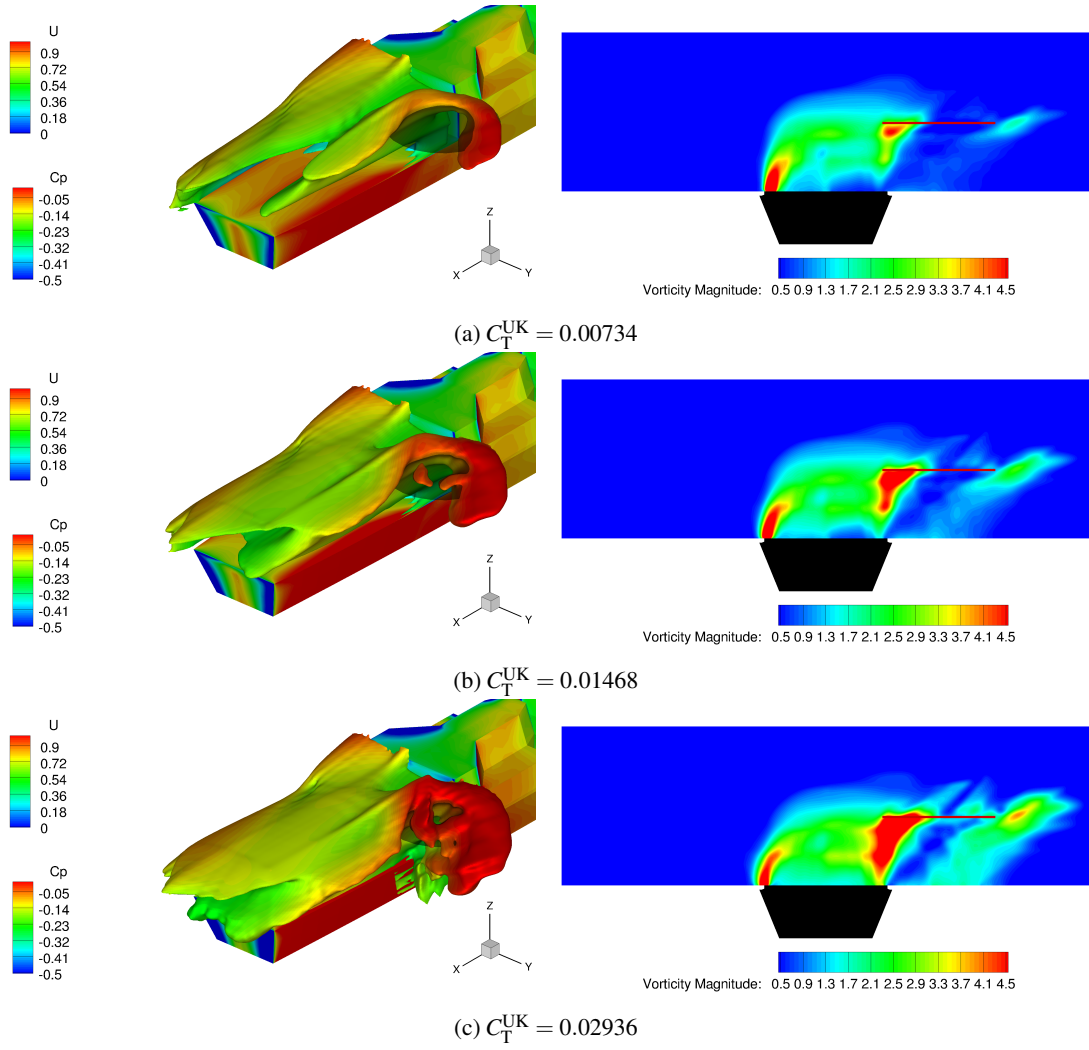 U
0.9
0.72
0.54
0.36
0.18
0
Cp
-0.05
-0.14
-0.23
-0.32
-0.41
-0.5
Z
X
Y
Vorticity Magnitude: 0.5 0.9 1.3 1.7 2.1 2.5 2.9 3.3 3.7 4.1 4.5
(a) C_T^UK = 0.00734
U
0.9
0.72
0.54
0.36
0.18
0
Cp
-0.05
-0.14
-0.23
-0.32
-0.41
-0.5
Z
X
Y
Vorticity Magnitude: 0.5 0.9 1.3 1.7 2.1 2.5 2.9 3.3 3.7 4.1 4.5
(b) C_T^UK = 0.01468
U
0.9
0.72
0.54
0.36
0.18
0
Cp
-0.05
-0.14
-0.23
-0.32
-0.41
-0.5
Z
X
Y
Vorticity Magnitude: 0.5 0.9 1.3 1.7 2.1 2.5 2.9 3.3 3.7 4.1 4.5
(c) C_T^UK = 0.02936